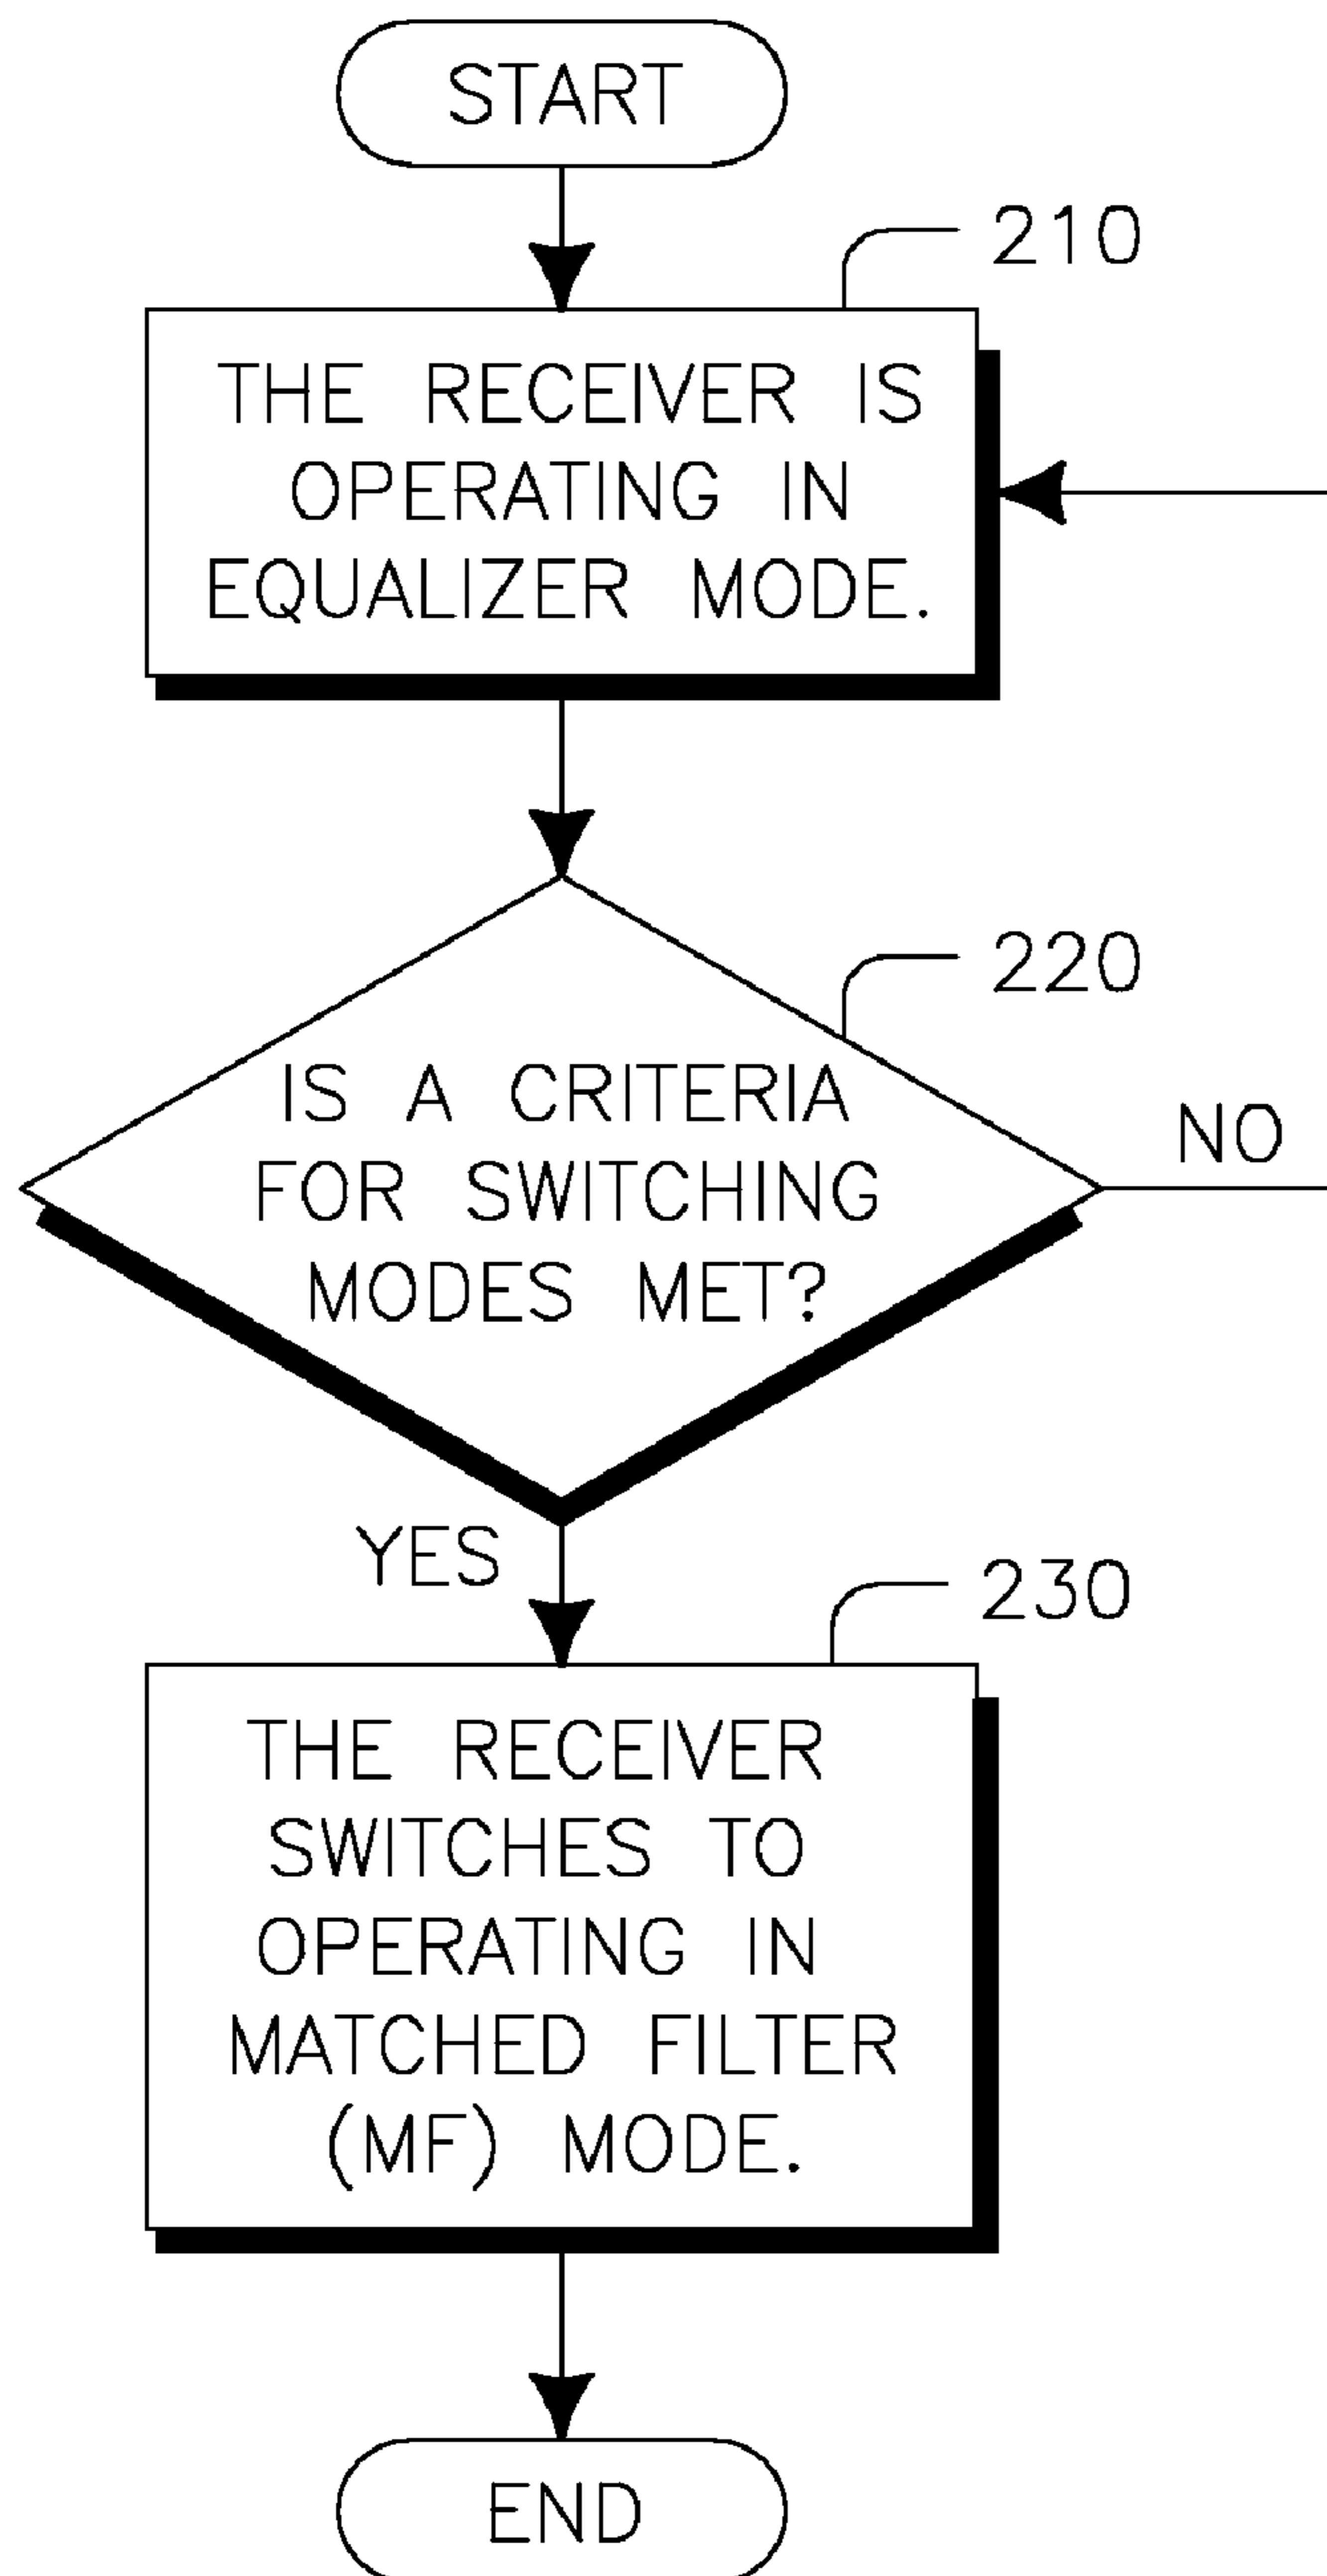 START
210
THE RECEIVER IS
OPERATING IN
EQUALIZER MODE.
220
IS A CRITERIA
FOR SWITCHING
MODES MET?
NO
YES
230
THE RECEIVER
SWITCHES TO
OPERATING IN
MATCHED FILTER
(MF) MODE.
END